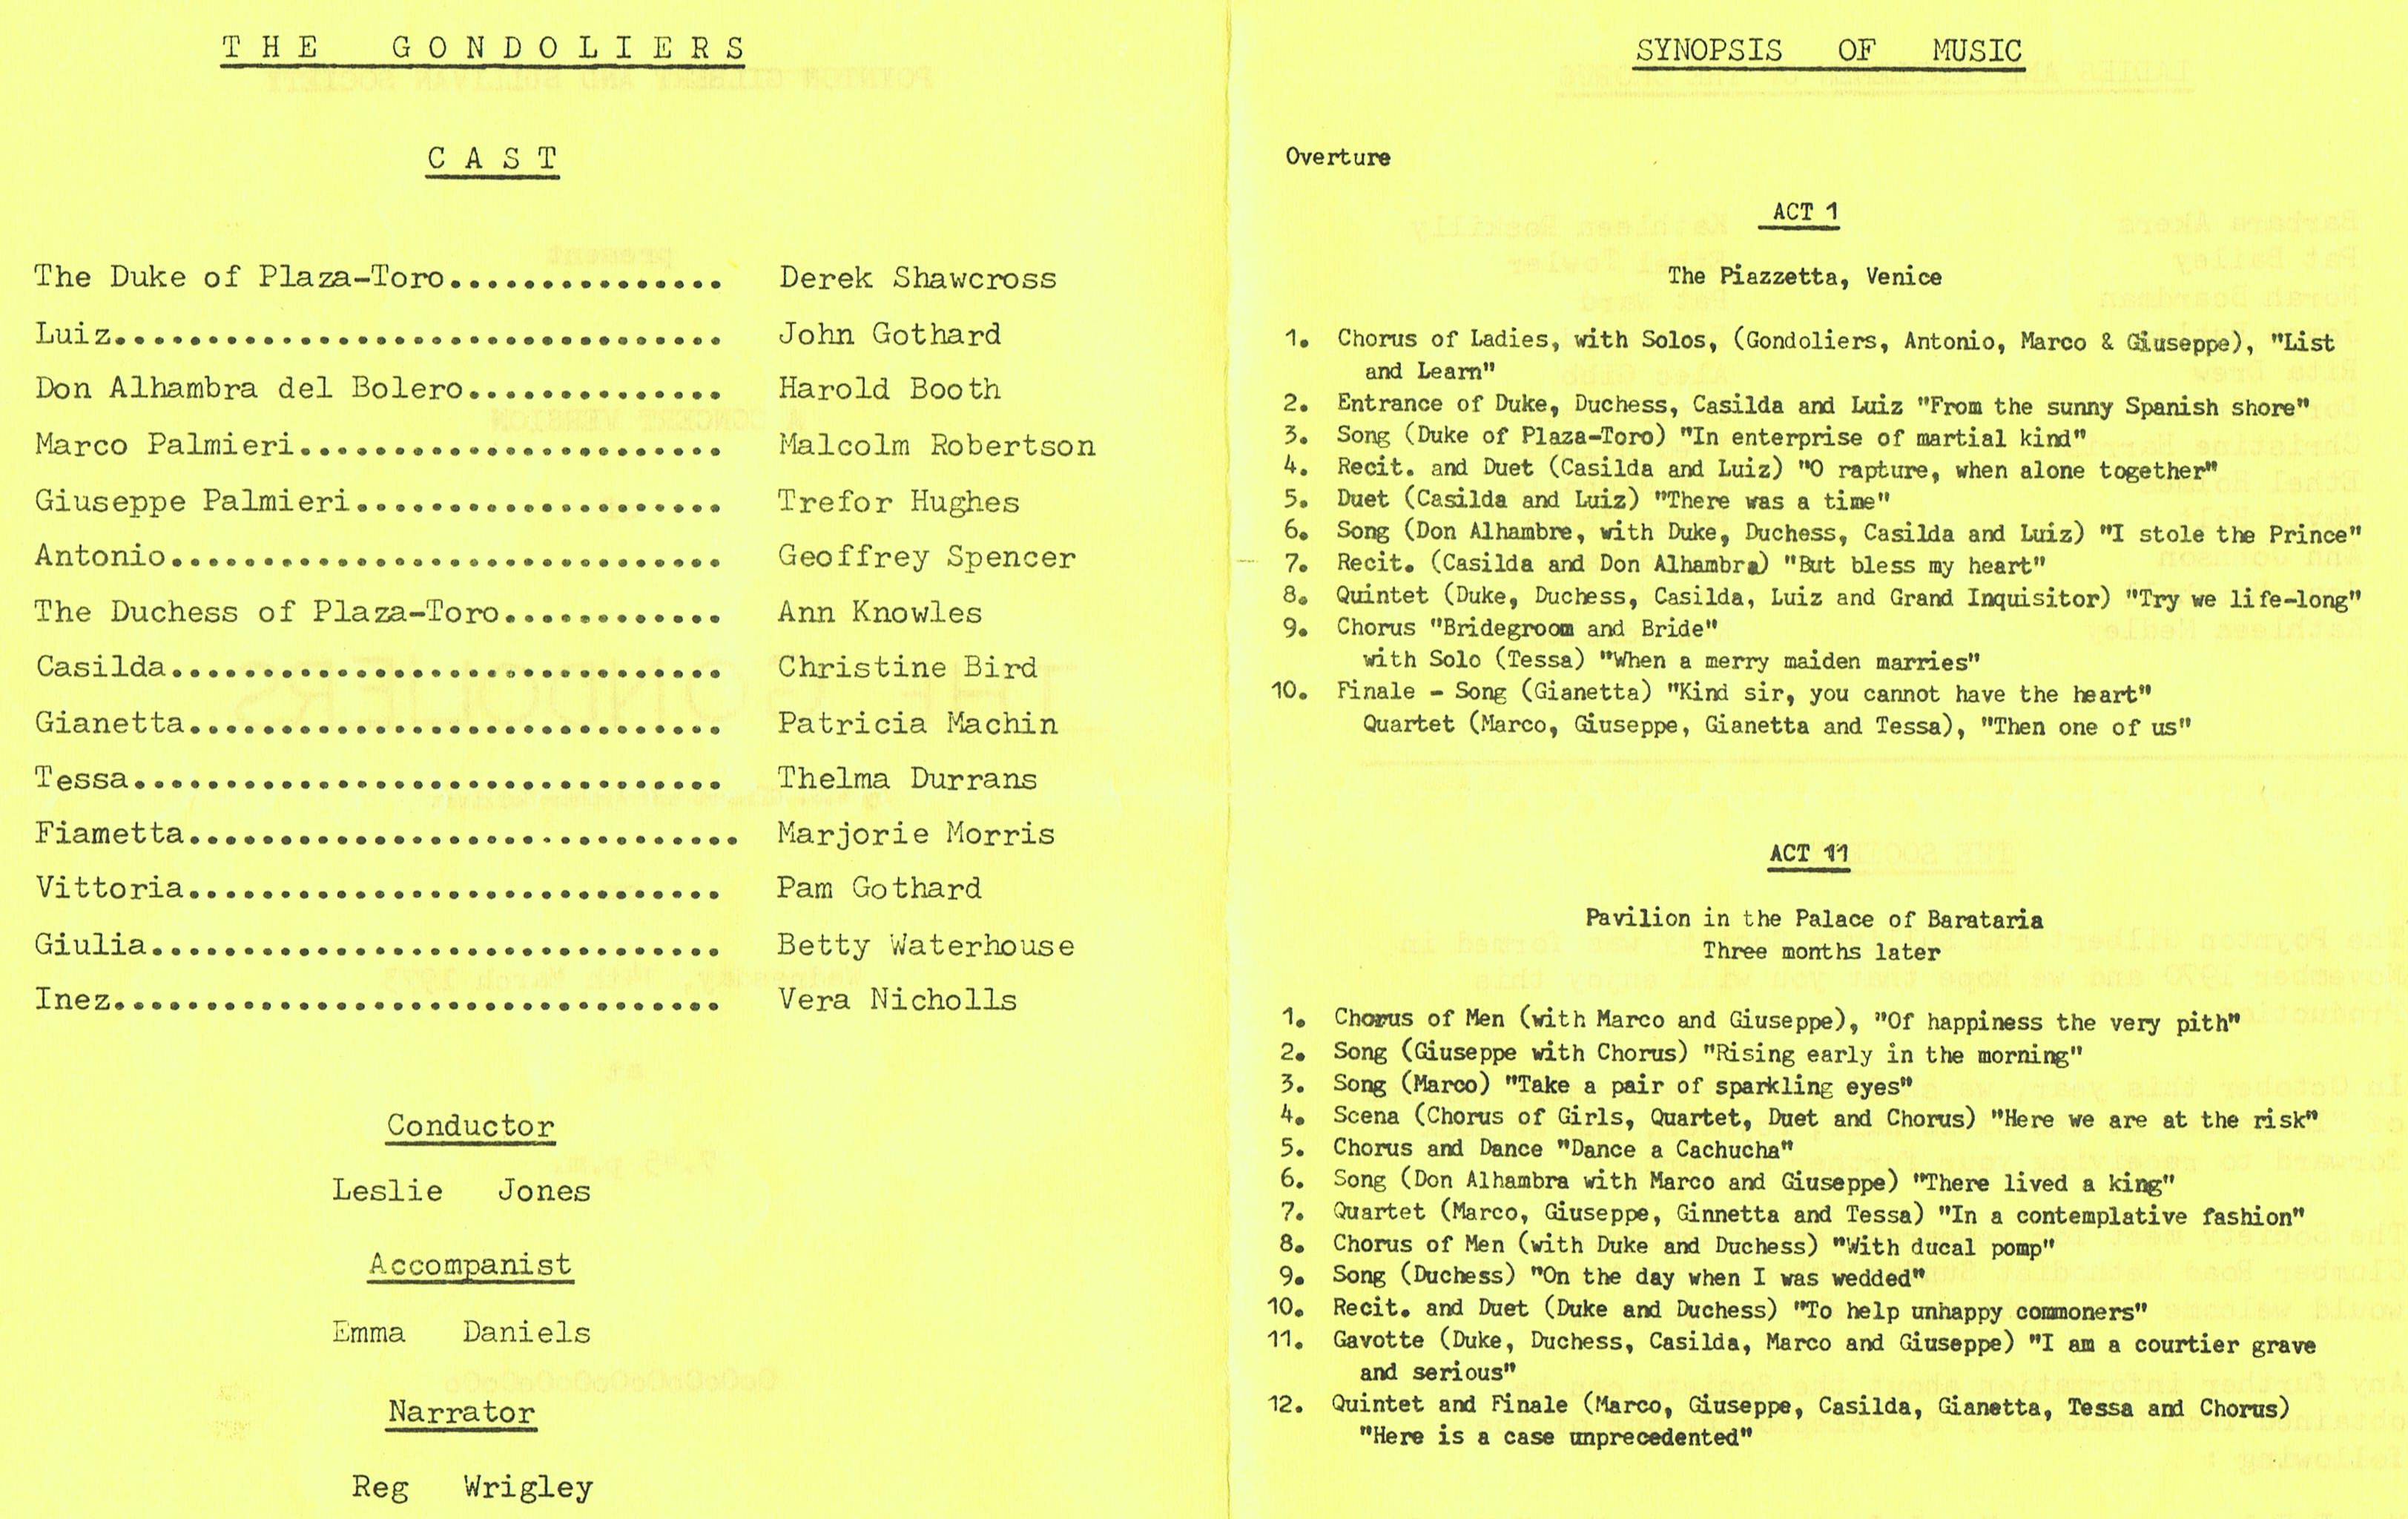 THE GONDOLIERS
CAST
The Duke of Plaza-Toro............... Derek Shawcross
Luiz................................. John Gothard
Don Alhambra del Bolero.............. Harold Booth
Marco Palmieri....................... Malcolm Robertson
Giuseppe Palmieri.................... Trefor Hughes
Antonio.............................. Geoffrey Spencer
The Duchess of Plaza-Toro............ Ann Knowles
Casilda.............................. Christine Bird
Gianetta............................. Patricia Machin
Tessa................................ Thelma Durrans
Fiametta.............................. Marjorie Morris
Vittoria............................. Pam Gothard
Giulia............................... Betty Waterhouse
Inez................................. Vera Nicholls
Conductor
Leslie Jones
Accompanist
Emma Daniels
Narrator
Reg Wrigley
SYNOPSIS OF MUSIC
Overture
ACT 1
The Piazzetta, Venice
1. Chorus of Ladies, with Solos, (Gondoliers, Antonio, Marco & Giuseppe), "List
and Learn"
2. Entrance of Duke, Duchess, Casilda and Luiz "From the sunny Spanish shore"
3. Song (Duke of Plaza-Toro) "In enterprise of martial kind"
4. Recit. and Duet (Casilda and Luiz) "O rapture, when alone together"
5. Duet (Casilda and Luiz) "There was a time"
6. Song (Don Alhambre, with Duke, Duchess, Casilda and Luiz) "I stole the Prince"
7. Recit. (Casilda and Don Alhambra) "But bless my heart"
8. Quintet (Duke, Duchess, Casilda, Luiz and Grand Inquisitor) "Try we life-long"
9. Chorus "Bridegroom and Bride"
with Solo (Tessa) "When a merry maiden marries"
10. Finale - Song (Gianetta) "Kind sir, you cannot have the heart"
Quartet (Marco, Giuseppe, Gianetta and Tessa), "Then one of us"
ACT 11
Pavilion in the Palace of Barataria
Three months later
1. Chorus of Men (with Marco and Giuseppe), "Of happiness the very pith"
2. Song (Giuseppe with Chorus) "Rising early in the morning"
3. Song (Marco) "Take a pair of sparkling eyes"
4. Scena (Chorus of Girls, Quartet, Duet and Chorus) "Here we are at the risk"
5. Chorus and Dance "Dance a Cachucha"
6. Song (Don Alhambra with Marco and Giuseppe) "There lived a king"
7. Quartet (Marco, Giuseppe, Ginnetta and Tessa) "In a contemplative fashion"
8. Chorus of Men (with Duke and Duchess) "With ducal pomp"
9. Song (Duchess) "On the day when I was wedded"
10. Recit. and Duet (Duke and Duchess) "To help unhappy commoners"
11. Gavotte (Duke, Duchess, Casilda, Marco and Giuseppe) "I am a courtier grave
and serious"
12. Quintet and Finale (Marco, Giuseppe, Casilda, Gianetta, Tessa and Chorus)
"Here is a case unprecedented"